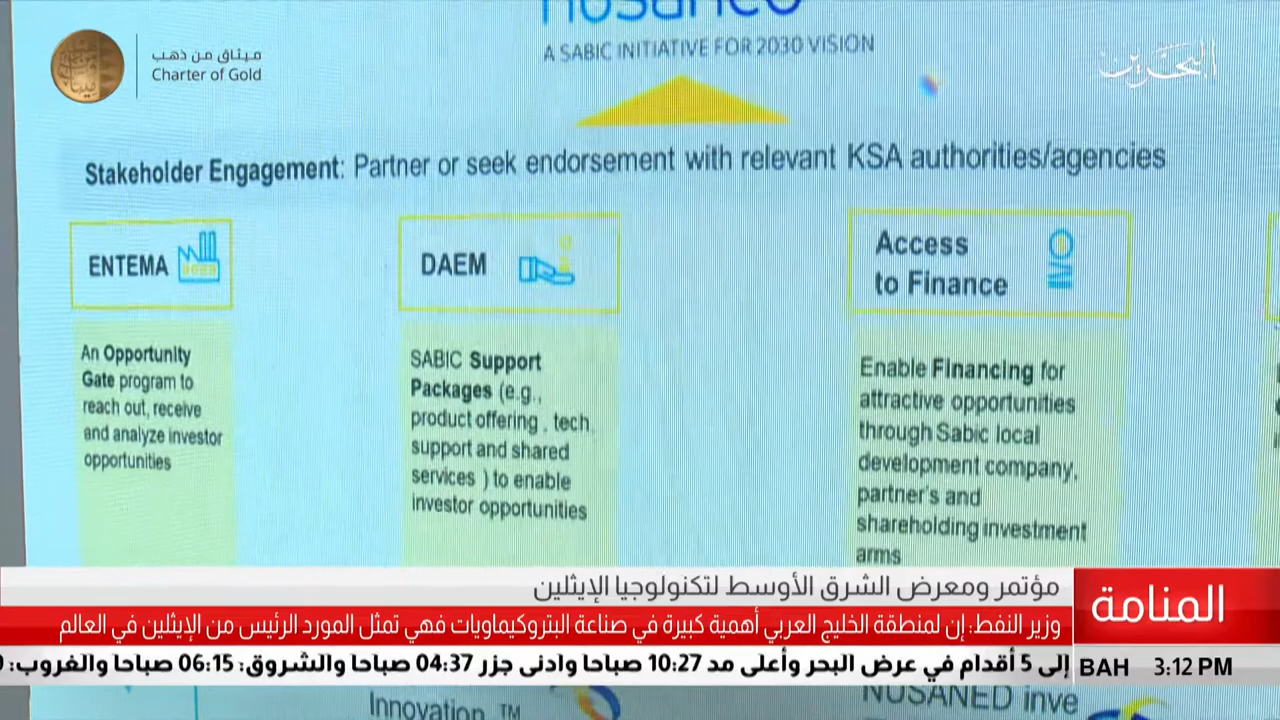 ميثاق من ذهب
Charter of Gold
البحرين
A SABIC INITIATIVE FOR 2030 VISION
Stakeholder Engagement: Partner or seek endorsement with relevant KSA authorities/agencies
ENTEMA
An Opportunity
Gate program to
reach out, receive
and analyze investor
opportunities
DAEM
SABIC Support
Packages (e.g.,
product offering , tech
support and shared
services ) to enable
investor opportunities
Access
to Finance
Enable Financing for
attractive opportunities
through Sabic local
development company,
partner's and
shareholding investment
arms
مؤتمر ومعرض الشرق الأوسط لتكنولوجيا الإيثلين
المنامة
وزير النفط: إن لمنطقة الخليج العربي أهمية كبيرة في صناعة البتروكيماويات فهي تمثل المورد الرئيس من الإيثلين في العالم
إلى 5 أقدام في عرض البحر وأعلى مد 10:27 صباحا وادنى جزر 04:37 صباحا والشروق: 06:15 صباحا والغروب:
BAH 3:12 PM
Innovation TM
NUSANED inve